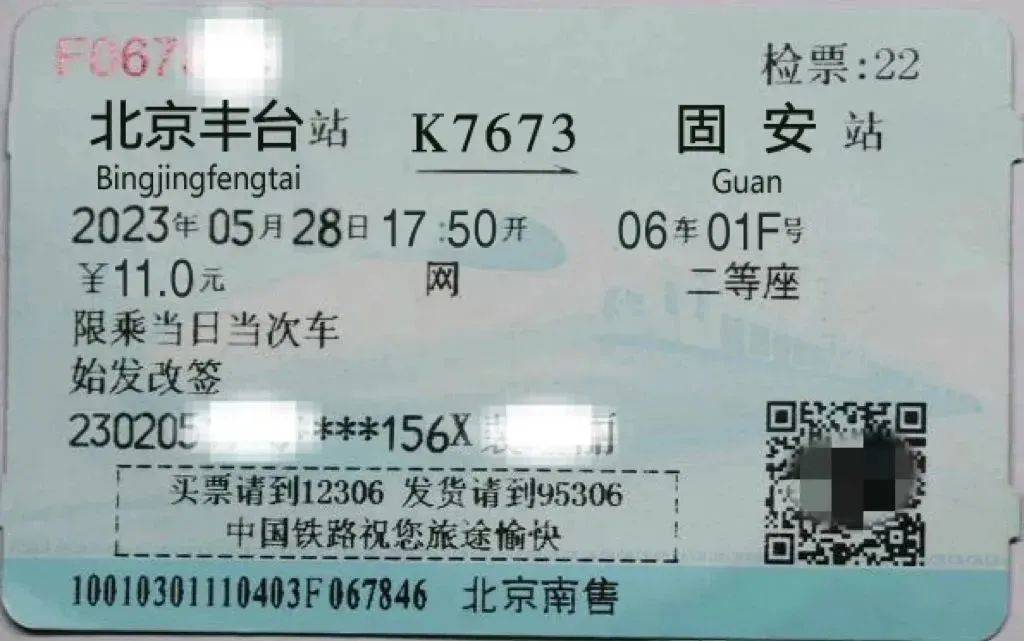 F067
检票:22
北京丰台站 K7673 固安站
Bingjingfengtai Guan
2023年05月28日17:50开 06车01F号
¥11.0元 网 二等座
限乘当日当次车
始发改签
230205 ****156X
买票请到12306 发货请到95306
中国铁路祝您旅途愉快
10010301110403F067846 北京南售